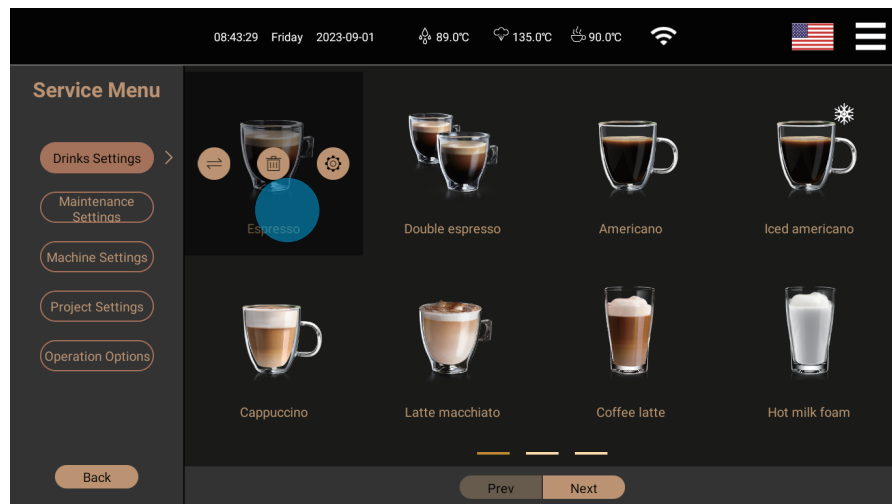 08:43:29 Friday 2023-09-01 89.0℃ 135.0℃ 90.0℃
Service Menu
Drinks Settings
Maintenance
Settings
Machine Settings
Project Settings
Operation Options
Back
Espresso
Double espresso
Americano
Iced americano
Cappuccino
Latte macchiato
Coffee latte
Hot milk foam
Prev
Next